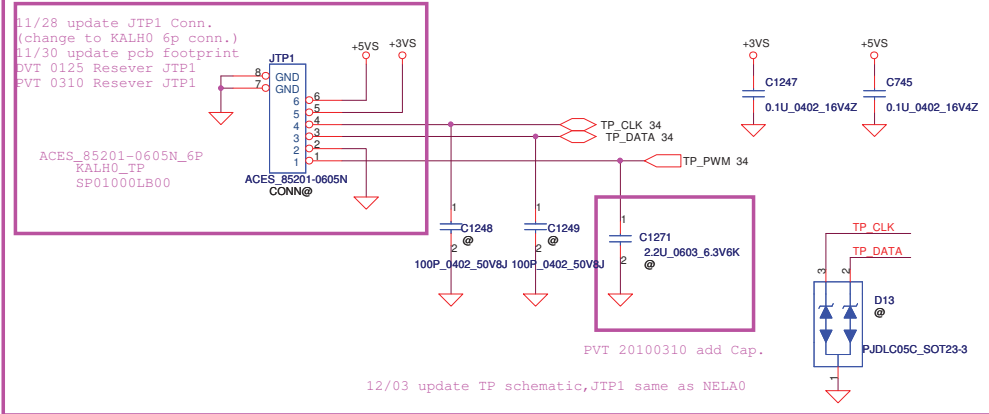 11/28 update JTP1 Conn.
(change to KALH0 6p conn.)
11/30 update pcb footprint
DVT 0125 Resever JTP1
PVT 0310 Resever JTP1
ACES_85201-0605N_6P
KALH0_TP
SP01000LB00
JTP1
8 GND
7 GND
6 6
5 5
4 4
3 3
2 2
1 1
ACES_85201-0605N
CONN@
+5VS
+3VS
TP_CLK 34
TP_DATA 34
TP_PWM 34
1
C1248
@
2
100P_0402_50V8J
1
C1249
@
2
100P_0402_50V8J
1
C1271
2.2U_0603_6.3V6K
2
@
PVT 20100310 add Cap.
12/03 update TP schematic,JTP1 same as NELA0
+3VS
C1247
0.1U_0402_16V4Z
+5VS
C745
0.1U_0402_16V4Z
TP_CLK
TP_DATA
3
2
D13
@
PJDLC05C_SOT23-3
1